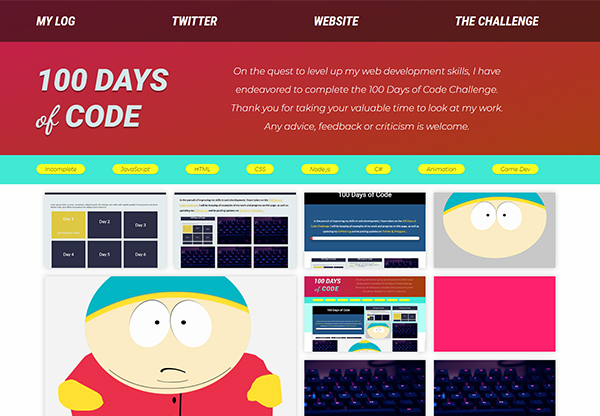 MY LOG
TWITTER
WEBSITE
THE CHALLENGE
100 DAYS
of CODE
On the quest to level up my web development skills, I have
endeavored to complete the 100 Days of Code Challenge.
Thank you for taking your valuable time to look at my work.
Any advice, feedback or criticism is welcome.
Incomplete
JavaScript
HTML
CSS
Node.js
C#
Animation
Game Dev
Day 1
Day 2
Day 3
Day 4
Day 5
Day 6
100 Days of Code
100 DAYS
of CODE
100 Days of Code